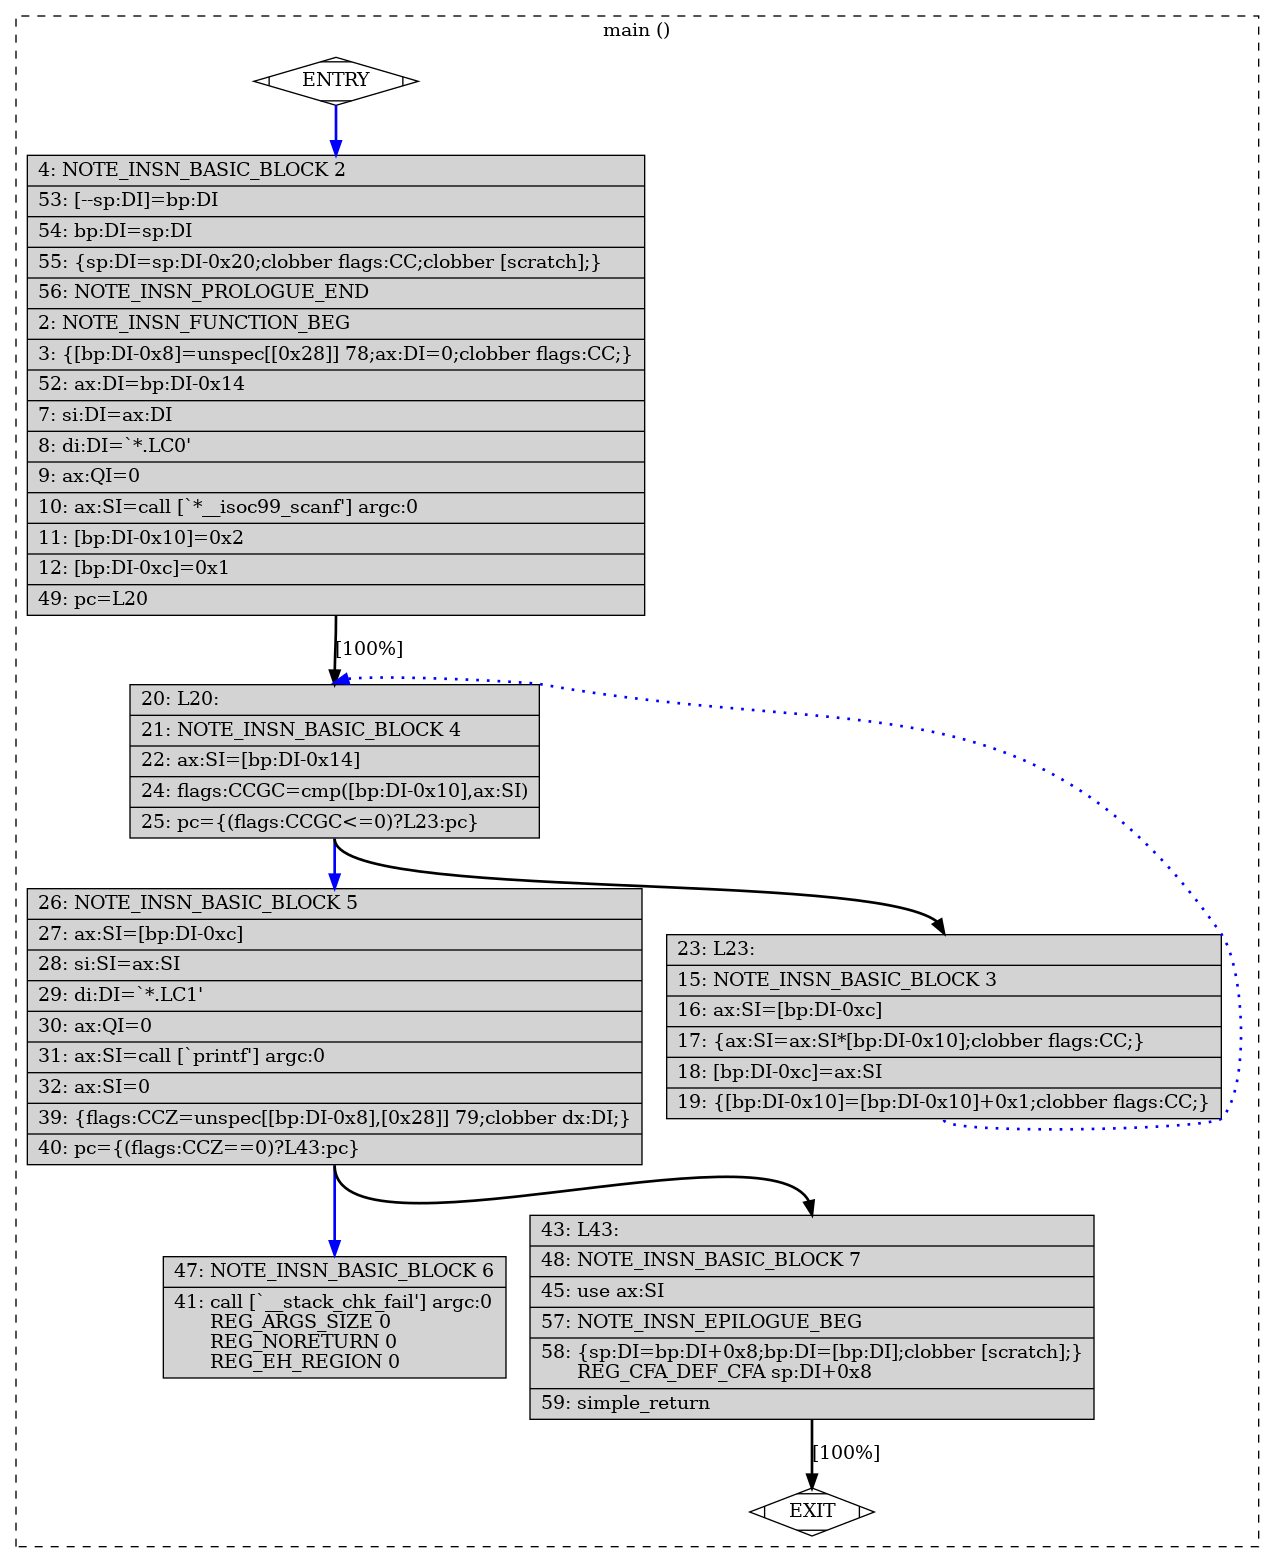 main ()
ENTRY
4: NOTE_INSN_BASIC_BLOCK 2
53: [--sp:DI]=bp:DI
54: bp:DI=sp:DI
55: {sp:DI=sp:DI-0x20;clobber flags:CC;clobber [scratch];}
56: NOTE_INSN_PROLOGUE_END
2: NOTE_INSN_FUNCTION_BEG
3: {[bp:DI-0x8]=unspec[[0x28]] 78;ax:DI=0;clobber flags:CC;}
52: ax:DI=bp:DI-0x14
7: si:DI=ax:DI
8: di:DI=`*.LC0'
9: ax:QI=0
10: ax:SI=call [`*__isoc99_scanf'] argc:0
11: [bp:DI-0x10]=0x2
12: [bp:DI-0xc]=0x1
49: pc=L20
[100%]
20: L20:
21: NOTE_INSN_BASIC_BLOCK 4
22: ax:SI=[bp:DI-0x14]
24: flags:CCGC=cmp([bp:DI-0x10],ax:SI)
25: pc={(flags:CCGC<=0)?L23:pc}
26: NOTE_INSN_BASIC_BLOCK 5
27: ax:SI=[bp:DI-0xc]
28: si:SI=ax:SI
29: di:DI=`*.LC1'
30: ax:QI=0
31: ax:SI=call [`printf'] argc:0
32: ax:SI=0
39: {flags:CCZ=unspec[[bp:DI-0x8],[0x28]] 79;clobber dx:DI;}
40: pc={(flags:CCZ==0)?L43:pc}
23: L23:
15: NOTE_INSN_BASIC_BLOCK 3
16: ax:SI=[bp:DI-0xc]
17: {ax:SI=ax:SI*[bp:DI-0x10];clobber flags:CC;}
18: [bp:DI-0xc]=ax:SI
19: {[bp:DI-0x10]=[bp:DI-0x10]+0x1;clobber flags:CC;}
47: NOTE_INSN_BASIC_BLOCK 6
41: call [`__stack_chk_fail'] argc:0
REG_ARGS_SIZE 0
REG_NORETURN 0
REG_EH_REGION 0
43: L43:
48: NOTE_INSN_BASIC_BLOCK 7
45: use ax:SI
57: NOTE_INSN_EPILOGUE_BEG
58: {sp:DI=bp:DI+0x8;bp:DI=[bp:DI];clobber [scratch];}
REG_CFA_DEF_CFA sp:DI+0x8
59: simple_return
[100%]
EXIT